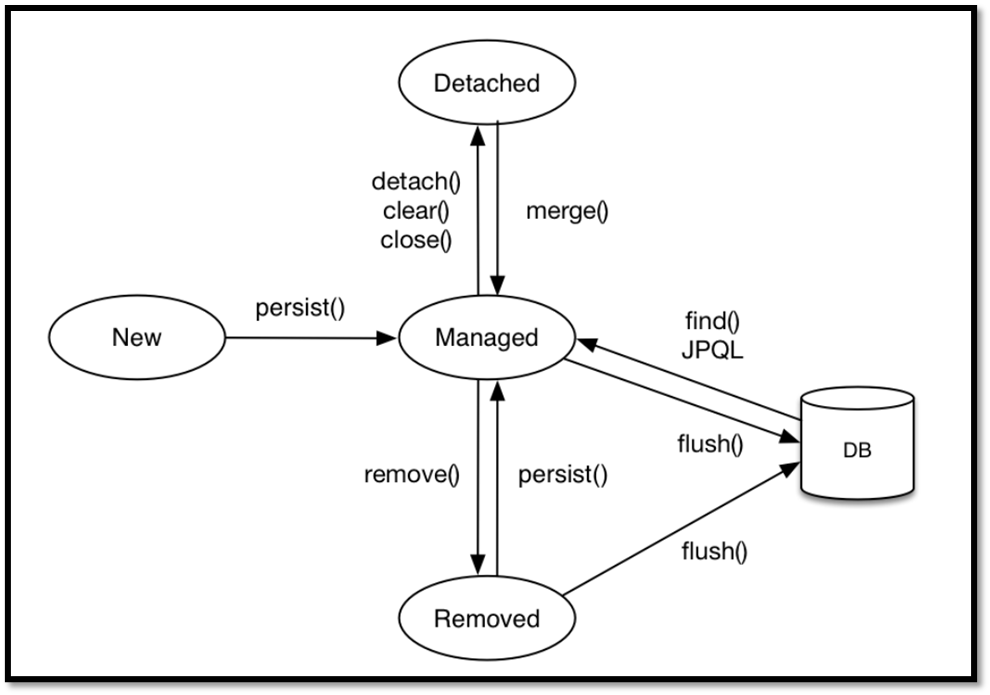 Detached
detach()
clear()
close()
merge()
New
persist()
Managed
find()
JPQL
flush()
DB
remove()
persist()
flush()
Removed